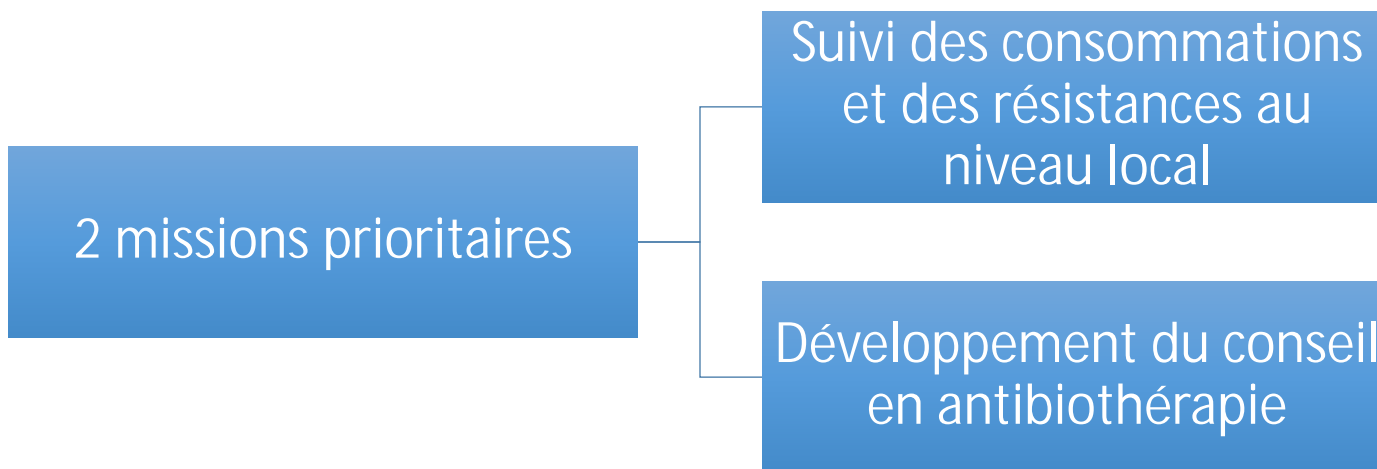 2 missions prioritaires
Suivi des consommations
et des résistances au
niveau local
Développement du conseil
en antibiothérapie